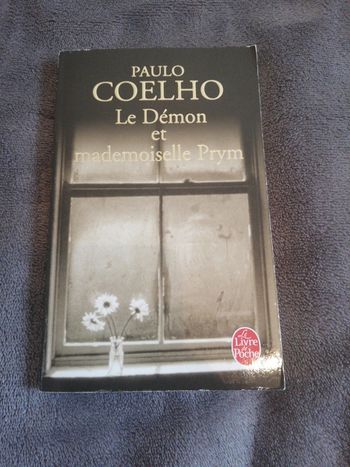 PAULO
COELHO
Le Démon
et
mademoiselle Prym
Le
Livre
de
Poche